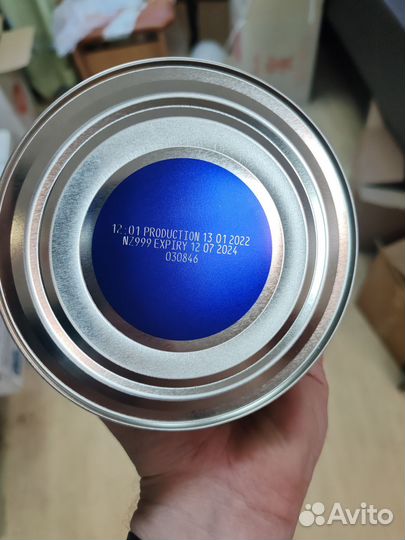 12:01 PRODUCTION 13 01 2022
NZ999 EXPIRY 12 07 2024
030846
Avito